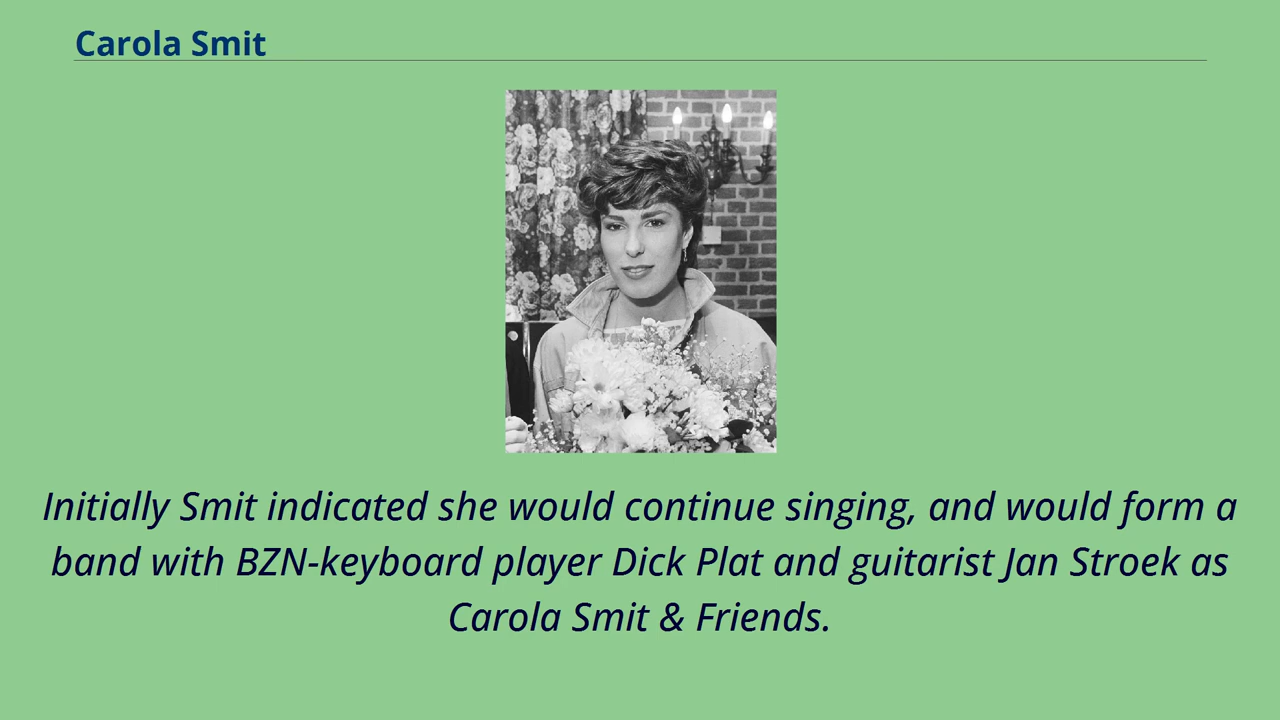 Carola Smit
Initially Smit indicated she would continue singing, and would form a
band with BZN-keyboard player Dick Plat and guitarist Jan Stroek as
Carola Smit & Friends.